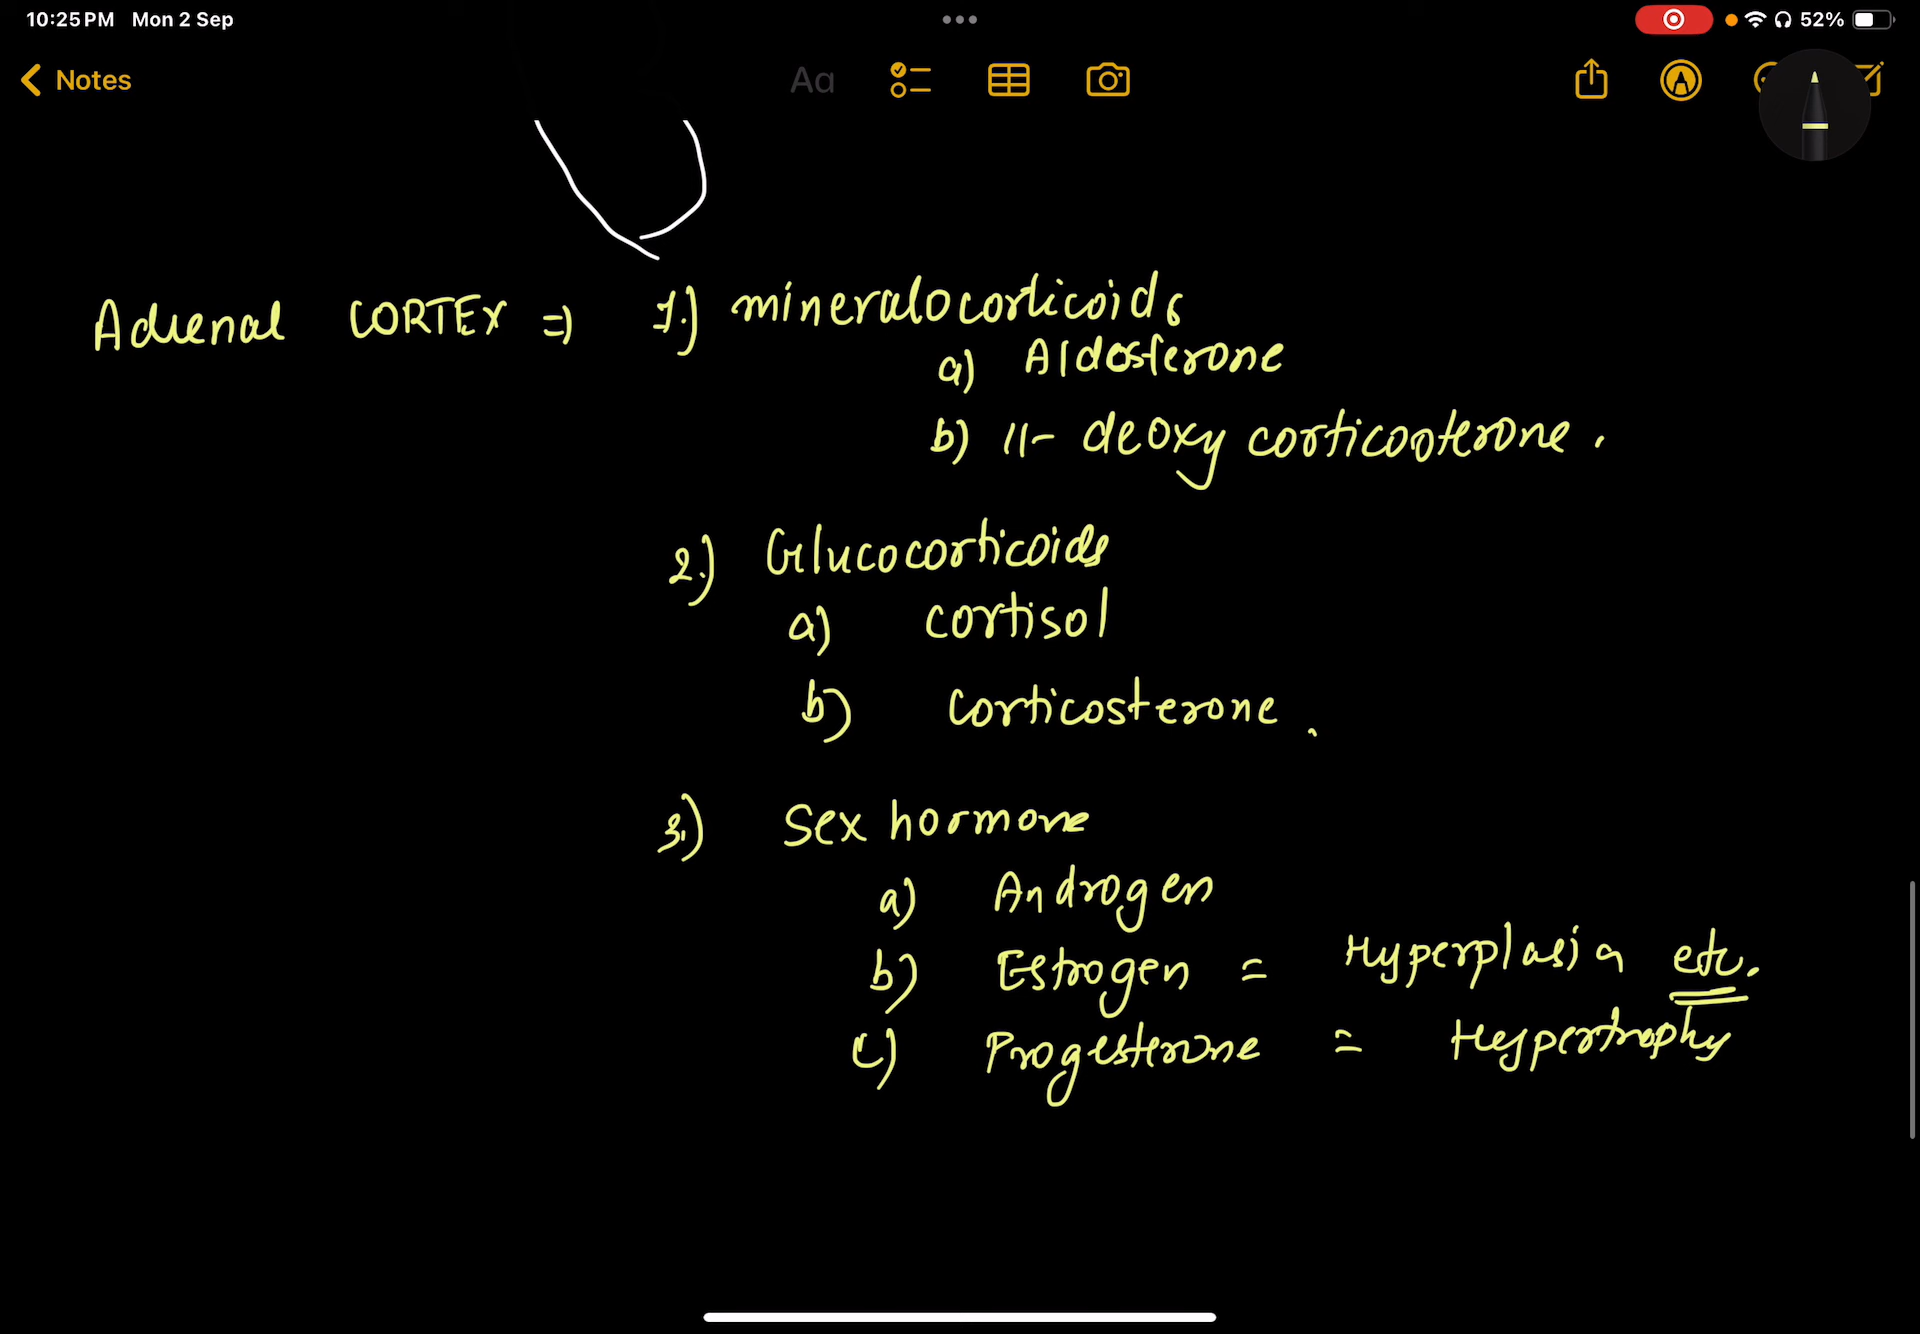 10:25 PM Mon 2 Sep
52%
Notes
Aa
Adrenal CORTEX ⇒ 1.) mineralocorticoids
a) Aldosterone
b) 11- deoxy corticosterone.
2.) Glucocorticoids
a) cortisol
b) corticosterone.
3.) Sex hormone
a) Androgen
b) Estrogen = Hyperplasia etc.
c) Progesterone = Hypertrophy